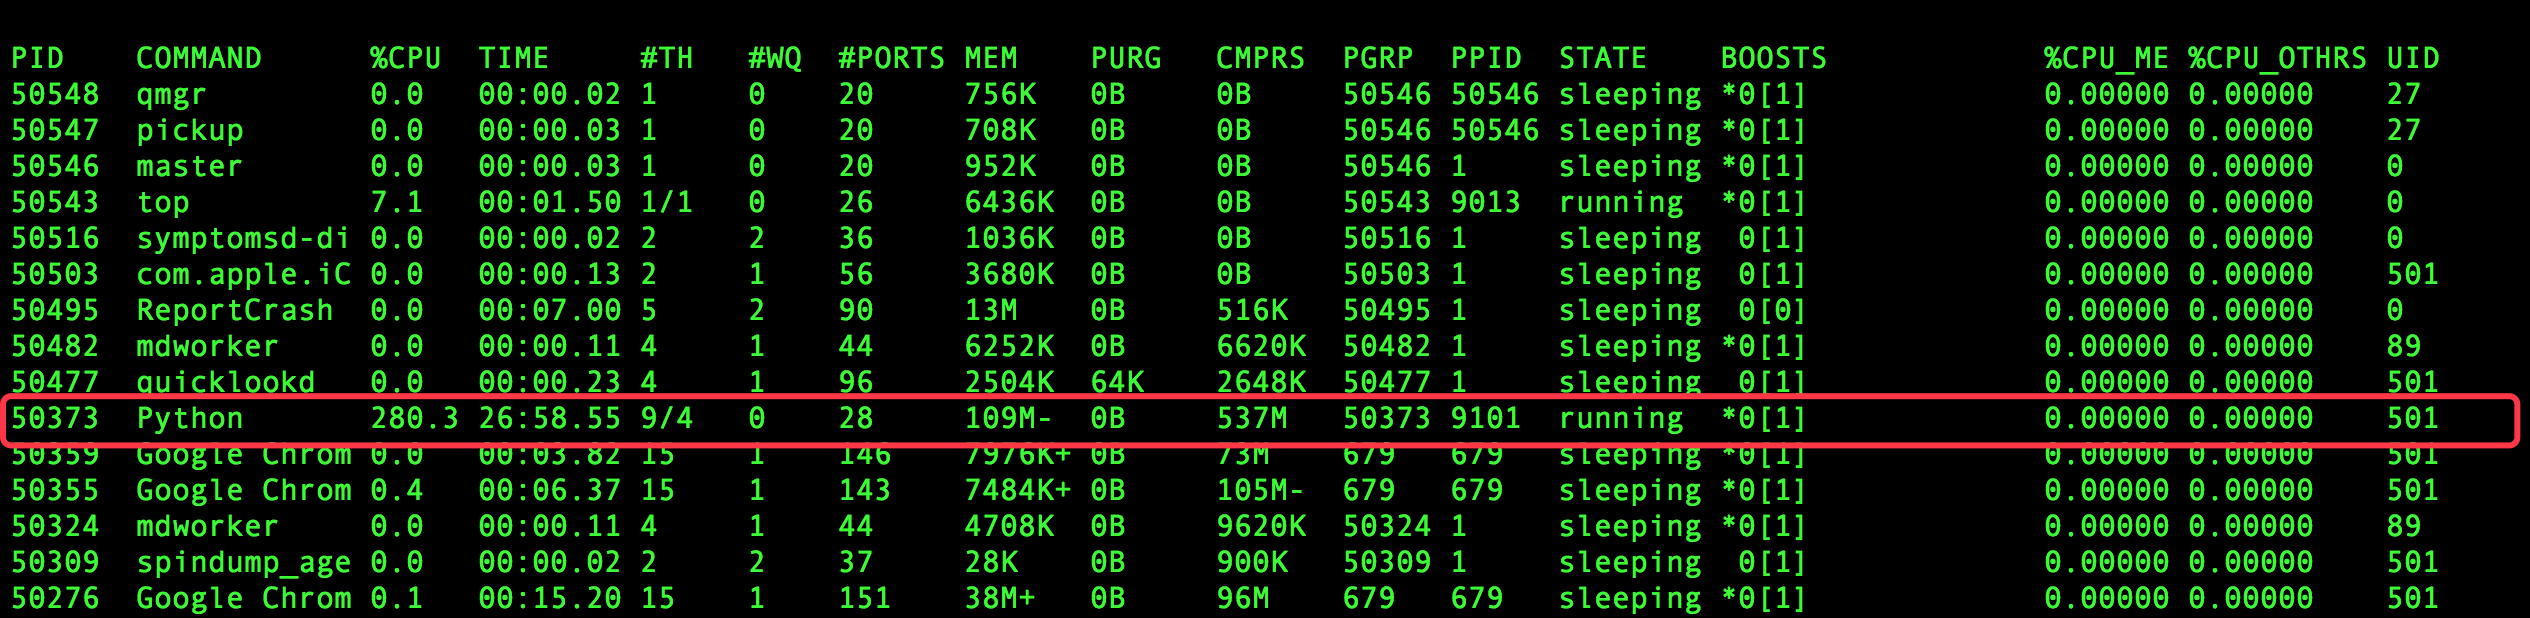 PID COMMAND %CPU TIME #TH #WQ #PORTS MEM PURG CMPRS PGRP PPID STATE BOOSTS %CPU_ME %CPU_OTHRS UID
50548 qmgr 0.0 00:00.02 1 0 20 756K 0B 0B 50546 50546 sleeping *0[1] 0.00000 0.00000 27
50547 pickup 0.0 00:00.03 1 0 20 708K 0B 0B 50546 50546 sleeping *0[1] 0.00000 0.00000 27
50546 master 0.0 00:00.03 1 0 20 952K 0B 0B 50546 1 sleeping *0[1] 0.00000 0.00000 0
50543 top 7.1 00:01.50 1/1 0 26 6436K 0B 0B 50543 9013 running *0[1] 0.00000 0.00000 0
50516 symptomsd-di 0.0 00:00.02 2 2 36 1036K 0B 0B 50516 1 sleeping 0[1] 0.00000 0.00000 0
50503 com.apple.iC 0.0 00:00.13 2 1 56 3680K 0B 0B 50503 1 sleeping 0[1] 0.00000 0.00000 501
50495 ReportCrash 0.0 00:07.00 5 2 90 13M 0B 516K 50495 1 sleeping 0[0] 0.00000 0.00000 0
50482 mdworker 0.0 00:00.11 4 1 44 6252K 0B 6620K 50482 1 sleeping *0[1] 0.00000 0.00000 89
50477 quicklookd 0.0 00:00.23 4 1 96 2504K 64K 2648K 50477 1 sleeping 0[1] 0.00000 0.00000 501
50373 Python 280.3 26:58.55 9/4 0 28 109M- 0B 537M 50373 9101 running *0[1] 0.00000 0.00000 501
50359 Google Chrom 0.0 00:03.82 15 1 146 7976K+ 0B 73M 679 679 sleeping *0[1] 0.00000 0.00000 501
50355 Google Chrom 0.4 00:06.37 15 1 143 7484K+ 0B 105M- 679 679 sleeping *0[1] 0.00000 0.00000 501
50324 mdworker 0.0 00:00.11 4 1 44 4708K 0B 9620K 50324 1 sleeping *0[1] 0.00000 0.00000 89
50309 spindump_age 0.0 00:00.02 2 2 37 28K 0B 900K 50309 1 sleeping 0[1] 0.00000 0.00000 501
50276 Google Chrom 0.1 00:15.20 15 1 151 38M+ 0B 96M 679 679 sleeping *0[1] 0.00000 0.00000 501